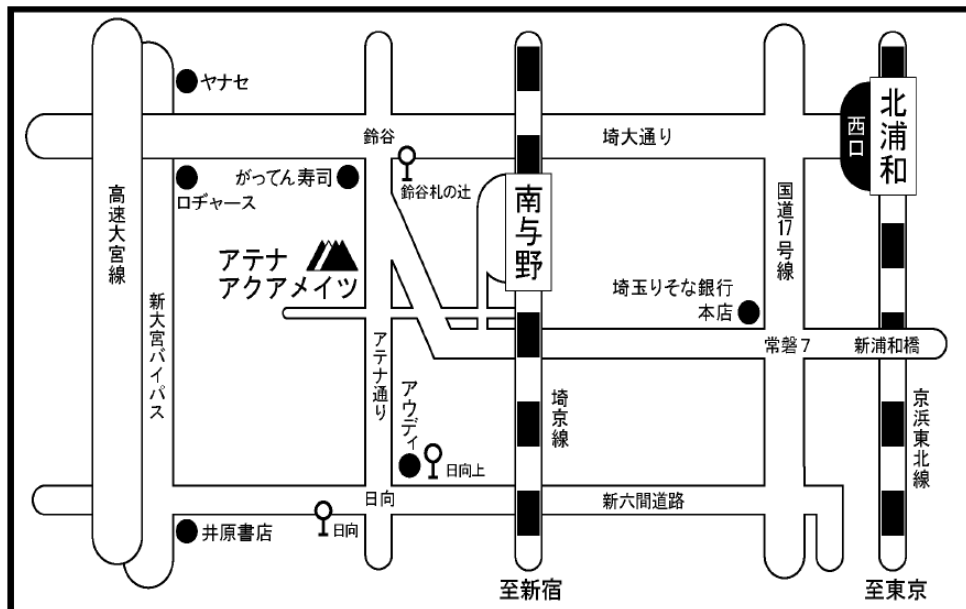 ヤナセ
鈴谷
埼大通り
西口
北浦和
がってん寿司
ロヂャース
鈴谷札の辻
南与野
国道17号線
高速大宮線
アテナ
アクアメイツ
埼玉りそな銀行
本店
新大宮バイパス
アテナ通り
常磐7
新浦和橋
アウディ
埼京線
京浜東北線
日向上
日向
新六間道路
井原書店
日向
至新宿
至東京